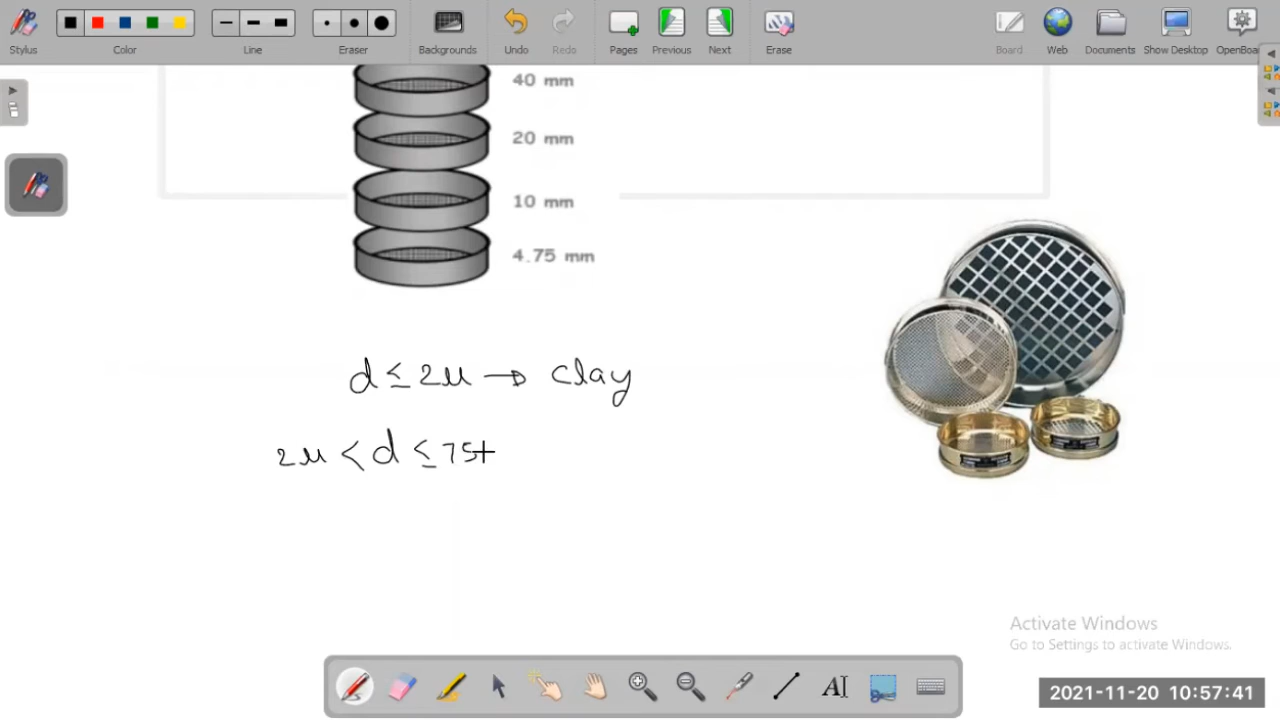 Stylus Color Line Eraser Backgrounds Undo Redo Pages Previous Next Erase Board Web Documents Show Desktop OpenBoa
40 mm
20 mm
10 mm
4.75 mm
d ≤ 2μ → clay
2μ < d ≤ 75
Activate Windows
Go to Settings to activate Windows.
2021-11-20 10:57:41